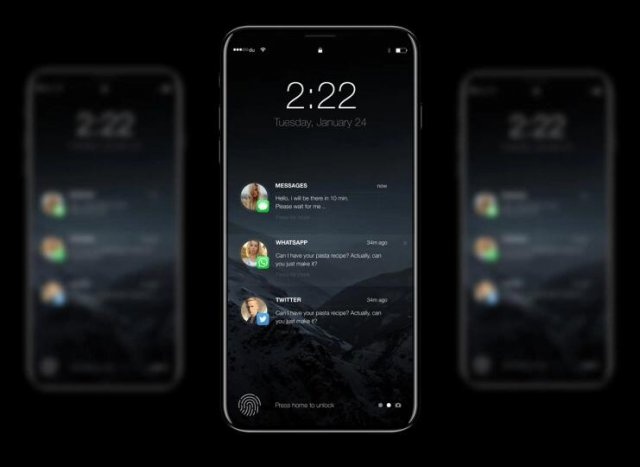 du
2:22
Tuesday, January 24
MESSAGES now
Hello, i will be there in 10 min.
Please wait for me ...
WHATSAPP 34m ago
Can I have your pasta recipe? Actually, can
you just make it?
TWITTER 34m ago
Can I have your pasta recipe? Actually, can
you just make it?
Press home to unlock
2:22
2:22